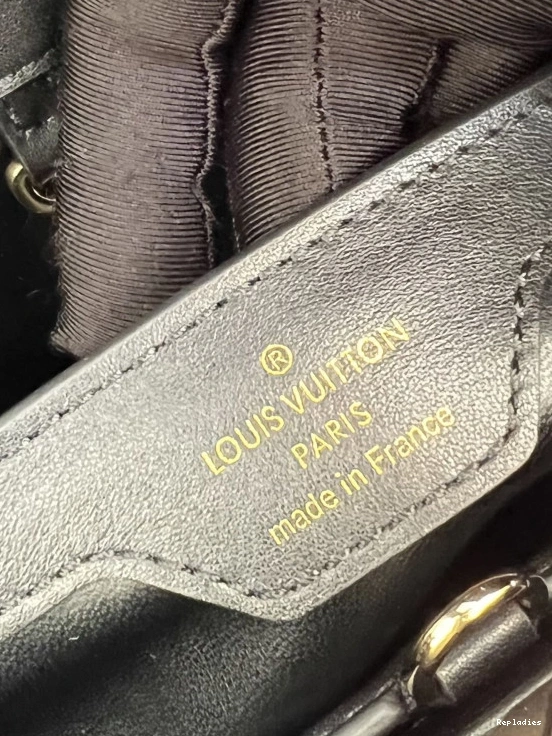 ®
LOUIS VUITTON
PARIS
made in France
Repladies